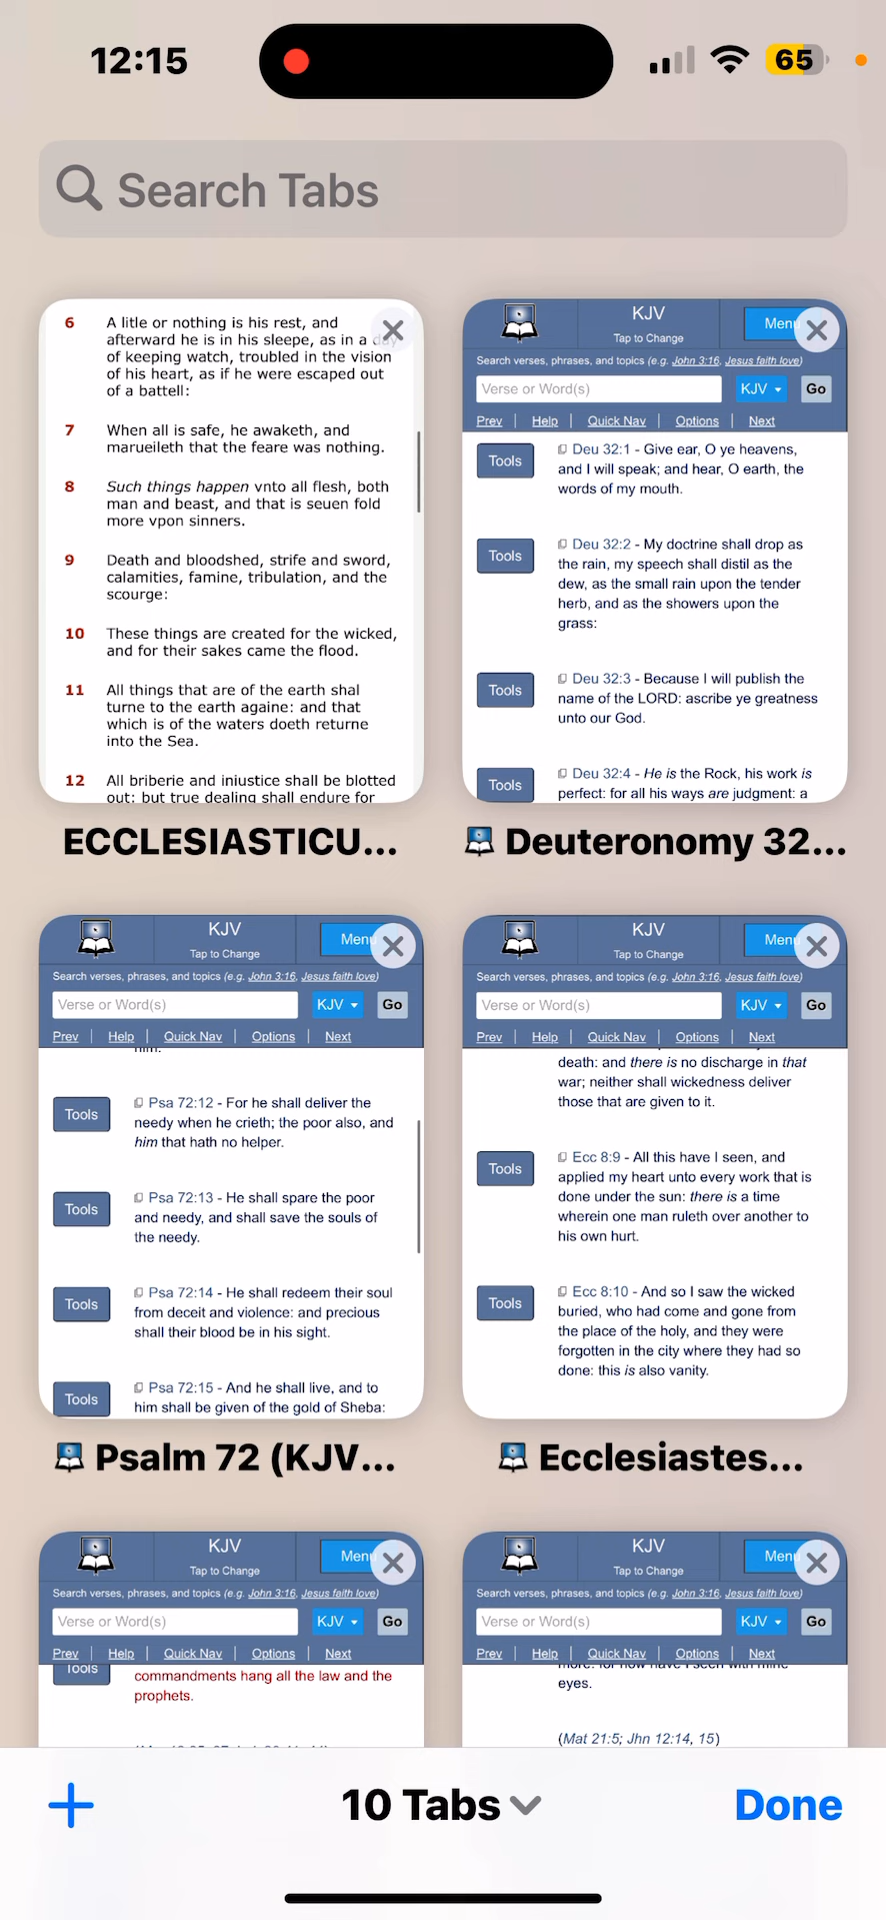 12:15
65
Search Tabs
6 A litle or nothing is his rest, and
afterward he is in his sleepe, as in a day
of keeping watch, troubled in the vision
of his heart, as if he were escaped out
of a battell:
7 When all is safe, he awaketh, and
marueileth that the feare was nothing.
8 Such things happen vnto all flesh, both
man and beast, and that is seuen fold
more vpon sinners.
9 Death and bloodshed, strife and sword,
calamities, famine, tribulation, and the
scourge:
10 These things are created for the wicked,
and for their sakes came the flood.
11 All things that are of the earth shal
turne to the earth againe: and that
which is of the waters doeth returne
into the Sea.
12 All briberie and iniustice shall be blotted
out: but true dealing shall endure for
ECCLESIASTICU...
KJV
Tap to Change
Menu
Search verses, phrases, and topics (e.g. John 3:16, Jesus faith love)
Verse or Word(s)
KJV
Go
Prev | Help | Quick Nav | Options | Next
Tools
Deu 32:1 - Give ear, O ye heavens,
and I will speak; and hear, O earth, the
words of my mouth.
Tools
Deu 32:2 - My doctrine shall drop as
the rain, my speech shall distil as the
dew, as the small rain upon the tender
herb, and as the showers upon the
grass:
Tools
Deu 32:3 - Because I will publish the
name of the LORD: ascribe ye greatness
unto our God.
Tools
Deu 32:4 - He is the Rock, his work is
perfect: for all his ways are judgment: a
Deuteronomy 32...
KJV
Tap to Change
Menu
Search verses, phrases, and topics (e.g. John 3:16, Jesus faith love)
Verse or Word(s)
KJV
Go
Prev | Help | Quick Nav | Options | Next
him.
Tools
Psa 72:12 - For he shall deliver the
needy when he crieth; the poor also, and
him that hath no helper.
Tools
Psa 72:13 - He shall spare the poor
and needy, and shall save the souls of
the needy.
Tools
Psa 72:14 - He shall redeem their soul
from deceit and violence: and precious
shall their blood be in his sight.
Tools
Psa 72:15 - And he shall live, and to
him shall be given of the gold of Sheba:
Psalm 72 (KJV...
KJV
Tap to Change
Menu
Search verses, phrases, and topics (e.g. John 3:16, Jesus faith love)
Verse or Word(s)
KJV
Go
Prev | Help | Quick Nav | Options | Next
death: and there is no discharge in that
war; neither shall wickedness deliver
those that are given to it.
Tools
Ecc 8:9 - All this have I seen, and
applied my heart unto every work that is
done under the sun: there is a time
wherein one man ruleth over another to
his own hurt.
Tools
Ecc 8:10 - And so I saw the wicked
buried, who had come and gone from
the place of the holy, and they were
forgotten in the city where they had so
done: this is also vanity.
Ecclesiastes...
KJV
Tap to Change
Menu
Search verses, phrases, and topics (e.g. John 3:16, Jesus faith love)
Verse or Word(s)
KJV
Go
Prev | Help | Quick Nav | Options | Next
Tools
commandments hang all the law and the
prophets.
KJV
Tap to Change
Menu
Search verses, phrases, and topics (e.g. John 3:16, Jesus faith love)
Verse or Word(s)
KJV
Go
Prev | Help | Quick Nav | Options | Next
more: for now have I seen with mine
eyes.
(Mat 21:5; Jhn 12:14, 15)
10 Tabs
Done